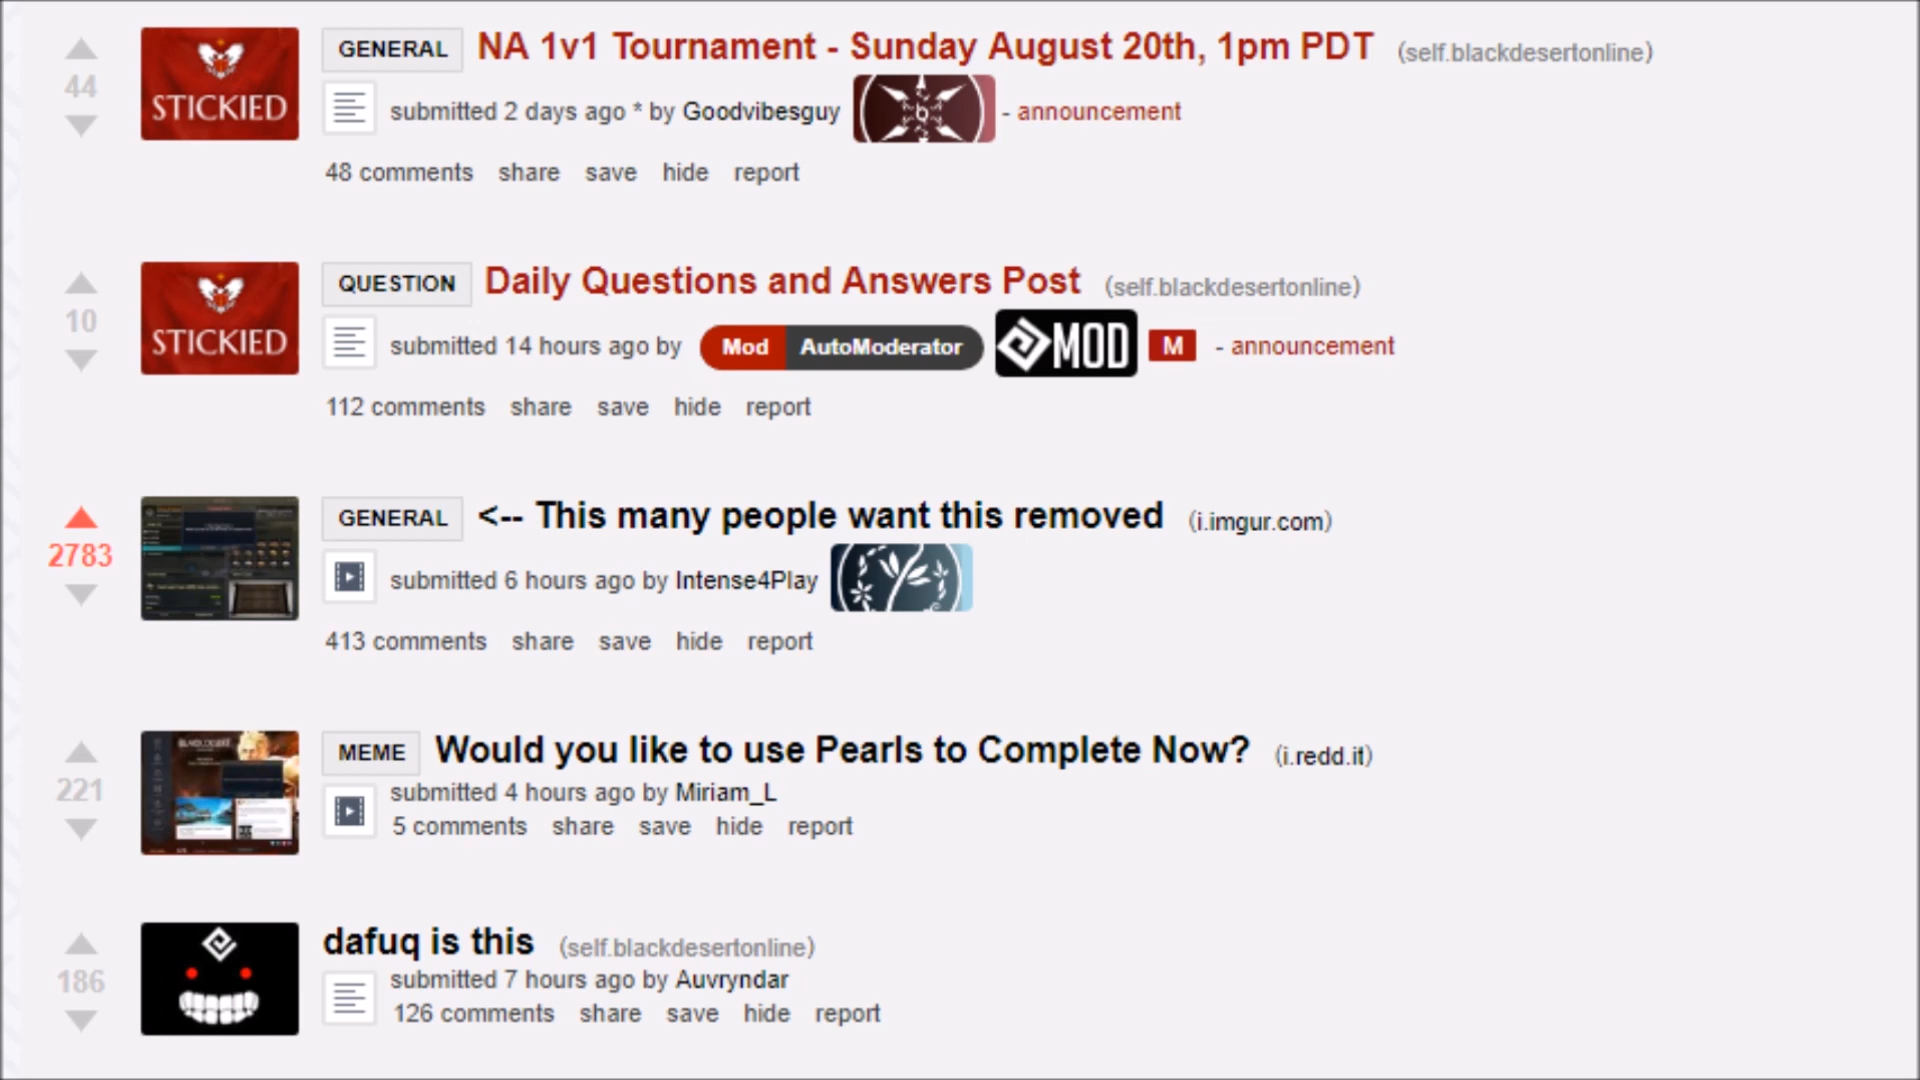 GENERAL NA 1v1 Tournament - Sunday August 20th, 1pm PDT (self.blackdesertonline)
44
STICKIED
submitted 2 days ago * by Goodvibesguy - announcement
48 comments share save hide report
QUESTION Daily Questions and Answers Post (self.blackdesertonline)
10
STICKIED
submitted 14 hours ago by Mod AutoModerator MOD M - announcement
112 comments share save hide report
GENERAL <-- This many people want this removed (i.imgur.com)
2783
submitted 6 hours ago by Intense4Play
413 comments share save hide report
MEME Would you like to use Pearls to Complete Now? (i.redd.it)
221
submitted 4 hours ago by Miriam_L
5 comments share save hide report
dafuq is this (self.blackdesertonline)
186
submitted 7 hours ago by Auvryndar
126 comments share save hide report